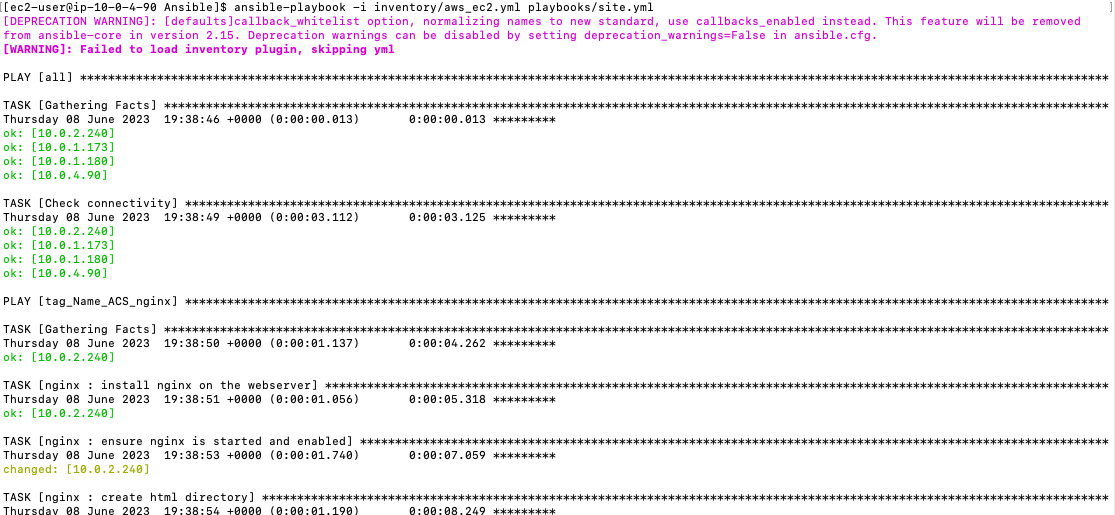 [[ec2-user@ip-10-0-4-90 Ansible]$ ansible-playbook -i inventory/aws_ec2.yml playbooks/site.yml ]
[DEPRECATION WARNING]: [defaults]callback_whitelist option, normalizing names to new standard, use callbacks_enabled instead. This feature will be removed
from ansible-core in version 2.15. Deprecation warnings can be disabled by setting deprecation_warnings=False in ansible.cfg.
[WARNING]: Failed to load inventory plugin, skipping yml
PLAY [all] ***************************************************************************************************************************************************
TASK [Gathering Facts] ***************************************************************************************************************************************
Thursday 08 June 2023  19:38:46 +0000 (0:00:00.013)       0:00:00.013 *********
ok: [10.0.2.240]
ok: [10.0.1.173]
ok: [10.0.1.180]
ok: [10.0.4.90]
TASK [Check connectivity] ************************************************************************************************************************************
Thursday 08 June 2023  19:38:49 +0000 (0:00:03.112)       0:00:03.125 *********
ok: [10.0.2.240]
ok: [10.0.1.173]
ok: [10.0.1.180]
ok: [10.0.4.90]
PLAY [tag_Name_ACS_nginx] ************************************************************************************************************************************
TASK [Gathering Facts] ***************************************************************************************************************************************
Thursday 08 June 2023  19:38:50 +0000 (0:00:01.137)       0:00:04.262 *********
ok: [10.0.2.240]
TASK [nginx : install nginx on the webserver] ****************************************************************************************************************
Thursday 08 June 2023  19:38:51 +0000 (0:00:01.056)       0:00:05.318 *********
ok: [10.0.2.240]
TASK [nginx : ensure nginx is started and enabled] ***********************************************************************************************************
Thursday 08 June 2023  19:38:53 +0000 (0:00:01.740)       0:00:07.059 *********
changed: [10.0.2.240]
TASK [nginx : create html directory] *************************************************************************************************************************
Thursday 08 June 2023  19:38:54 +0000 (0:00:01.190)       0:00:08.249 *********